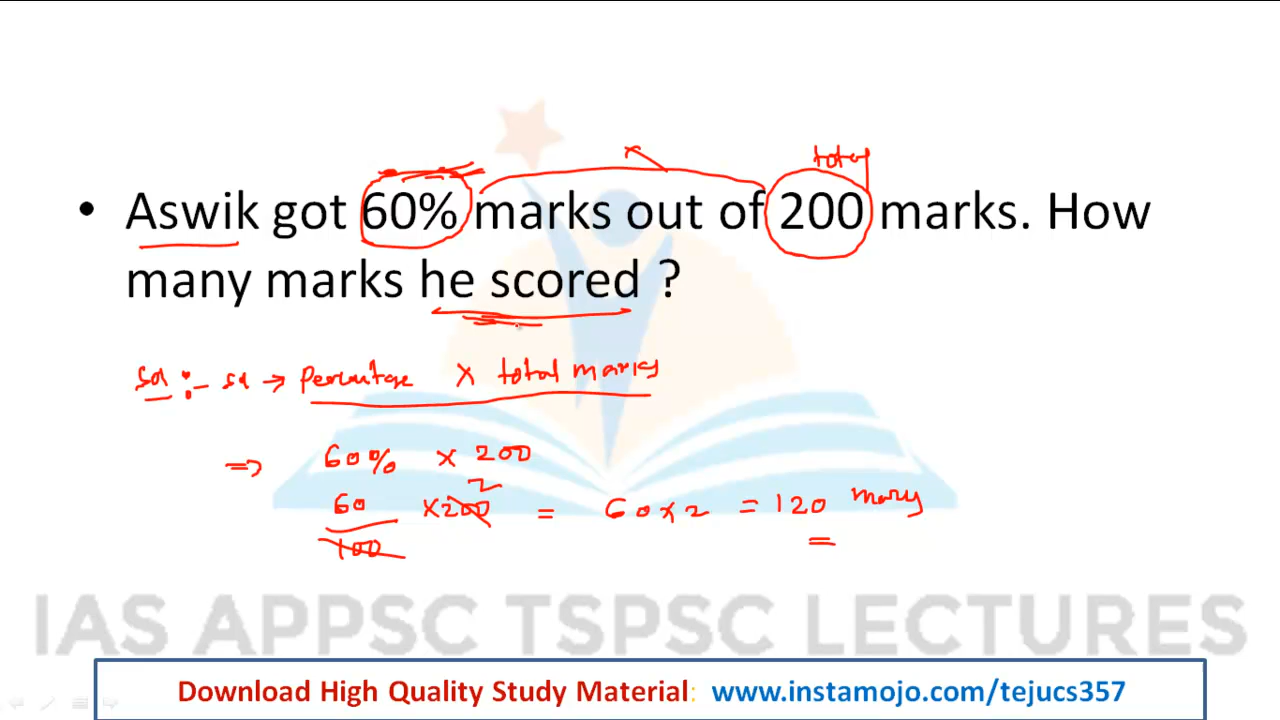 total
• Aswik got 60% marks out of 200 marks. How
many marks he scored ?
Sol :- → percentage × total marks
⇒ 60% × 200
2
60 × 200 = 60×2 = 120
100
IAS APPSC TSPSC LECTURES
Download High Quality Study Material: www.instamojo.com/tejucs357